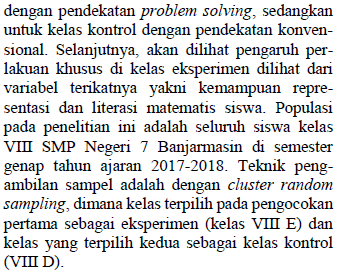 dengan pendekatan problem solving, sedangkan
untuk kelas kontrol dengan pendekatan konven-
sional. Selanjutnya, akan dilihat pengaruh per-
lakuan khusus di kelas eksperimen dilihat dari
variabel terikatnya yakni kemampuan repre-
sentasi dan literasi matematis siswa. Populasi
pada penelitian ini adalah seluruh siswa kelas
VIII SMP Negeri 7 Banjarmasin di semester
genap tahun ajaran 2017-2018. Teknik peng-
ambilan sampel adalah dengan cluster random
sampling, dimana kelas terpilih pada pengocokan
pertama sebagai eksperimen (kelas VIII E) dan
kelas yang terpilih kedua sebagai kelas kontrol
(VIII D).